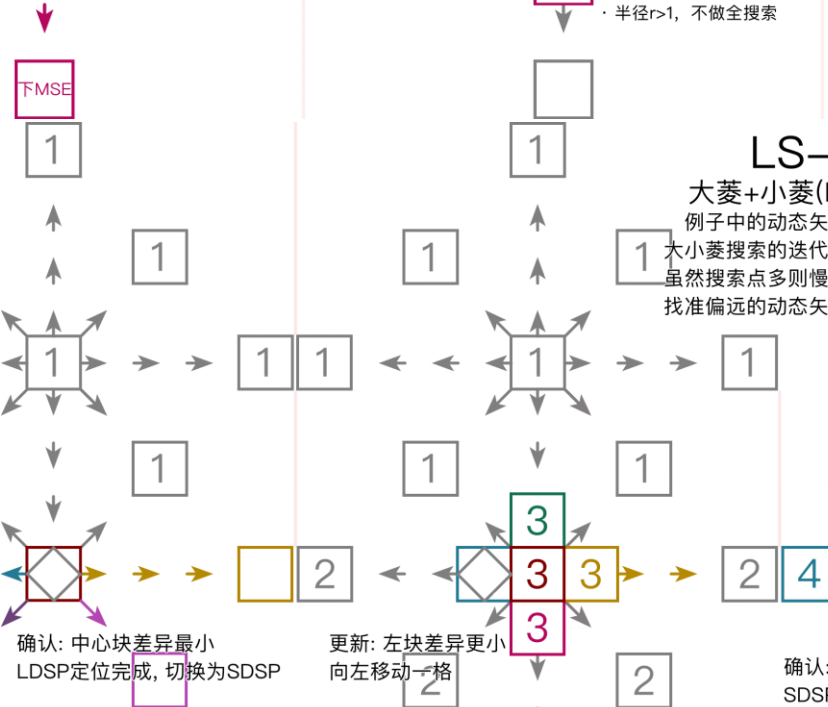 · 半径r>1，不做全搜索
下MSE
1
1
LS-
大菱+小菱(
例子中的动态矢
1
1
1
大小菱搜索的迭代
虽然搜索点多则慢
找准偏远的动态矢
1
1
1
1
1
1
1
1
3
2
3
3
2
4
3
确认: 中心块差异最小
LDSP定位完成, 切换为SDSP
更新: 左块差异更小
向左移动一格
2
2
确认:
SDSP